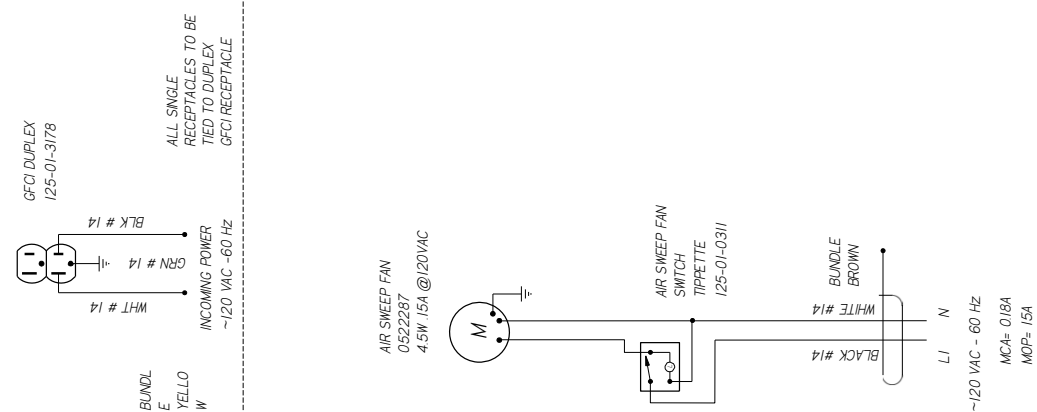 GFCI DUPLEX
125-01-3178
BLK # 14
GRN # 14
WHT # 14
INCOMING POWER
~120 VAC -60 Hz
ALL SINGLE
RECEPTACLES TO BE
TIED TO DUPLEX
GFCI RECEPTACLE
BUNDL
E
YELLO
W
AIR SWEEP FAN
0522287
4.5W .15A @120VAC
M
AIR SWEEP FAN
SWITCH
TIPPETTE
125-01-0311
BUNDLE
BROWN
WHITE #14
BLACK #14
L1 N
~120 VAC - 60 Hz
MCA= 0.18A
MOP= 15A